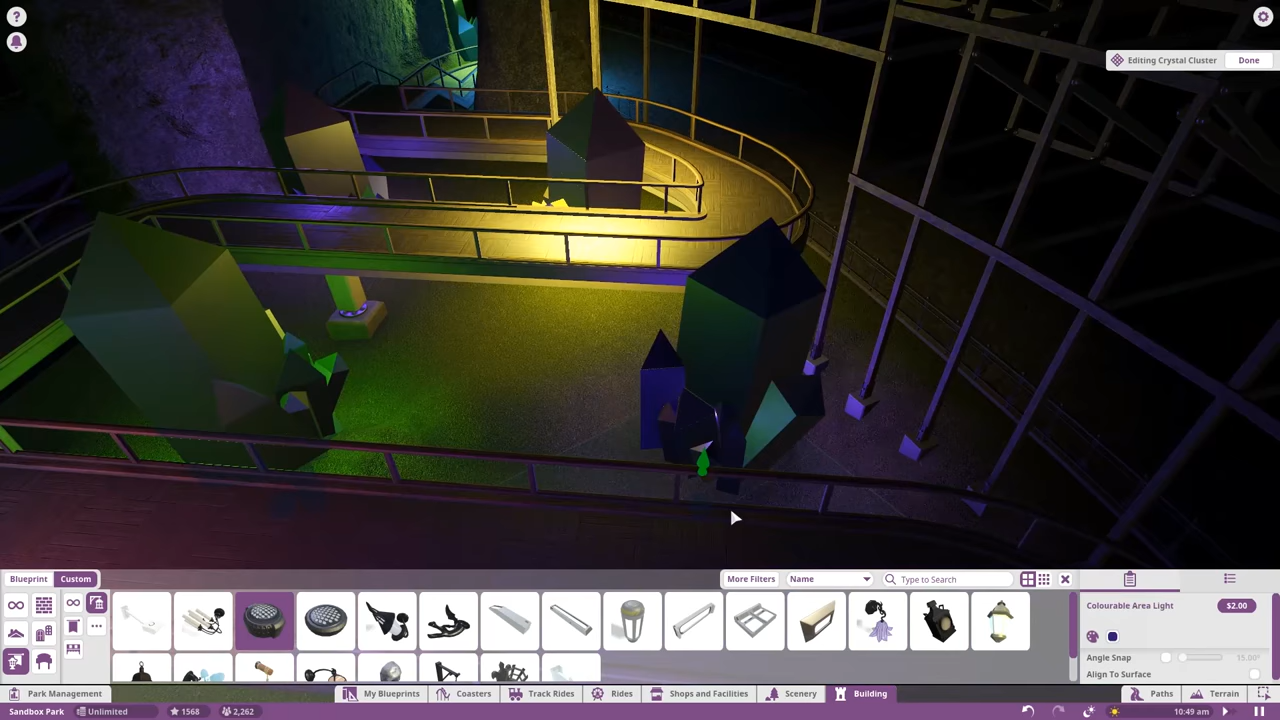 ?
Editing Crystal Cluster Done
Blueprint Custom
More Filters Name Type to Search
Colourable Area Light $2.00
Angle Snap 15.00°
Align To Surface
Park Management My Blueprints Coasters Track Rides Rides Shops and Facilities Scenery Building Paths Terrain
Sandbox Park Unlimited 1568 2,262 10:49 am